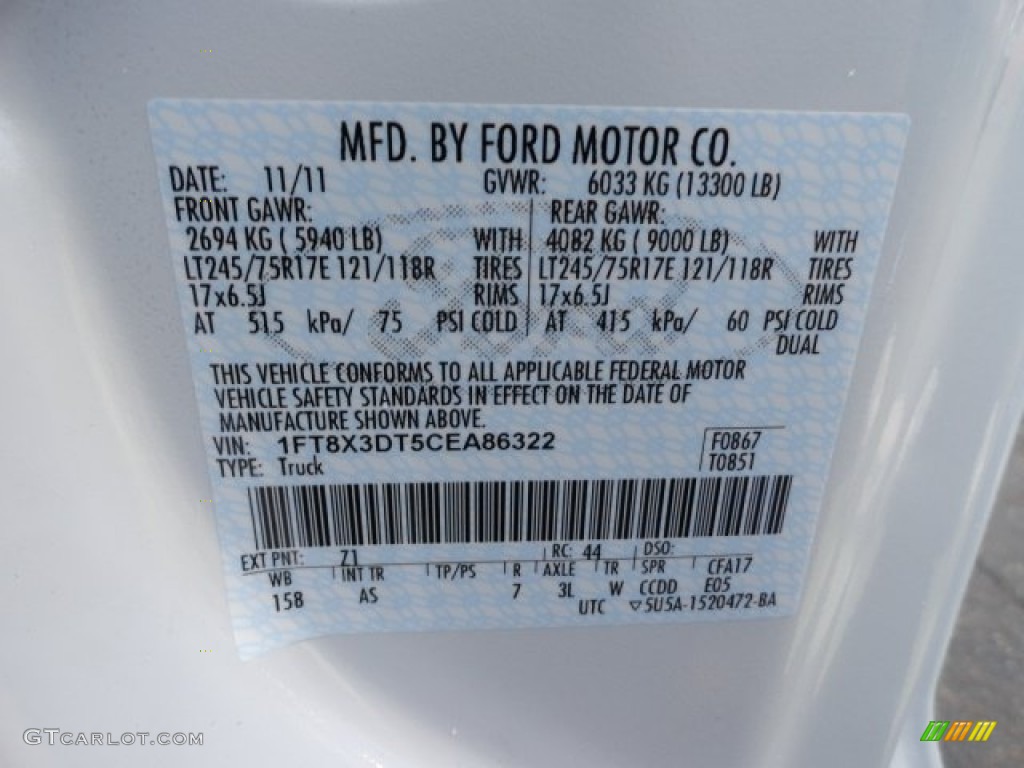 MFD. BY FORD MOTOR CO.
DATE: 11/11 GVWR: 6033 KG (13300 LB)
FRONT GAWR: REAR GAWR:
2694 KG ( 5940 LB) WITH 4082 KG ( 9000 LB) WITH
LT245/75R17E 121/118R TIRES LT245/75R17E 121/118R TIRES
17x6.5J RIMS 17x6.5J RIMS
AT 515 kPa/ 75 PSI COLD AT 415 kPa/ 60 PSI COLD
DUAL
THIS VEHICLE CONFORMS TO ALL APPLICABLE FEDERAL MOTOR
VEHICLE SAFETY STANDARDS IN EFFECT ON THE DATE OF
MANUFACTURE SHOWN ABOVE.
VIN: 1FT8X3DT5CEA86322 F0867
TYPE: Truck T0851
EXT PNT: Z1 RC: 44 DSO:
WB INT TR TP/PS R AXLE TR SPR CFA17
158 AS 7 3L W CCDD E05
UTC ▽5U5A-1520472-BA
GTCARLOT.COM